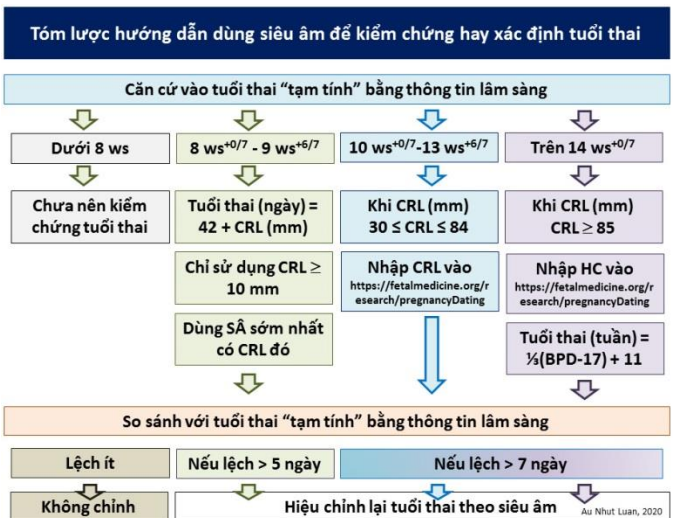 Tóm lược hướng dẫn dùng siêu âm để kiểm chứng hay xác định tuổi thai
Căn cứ vào tuổi thai “tạm tính” bằng thông tin lâm sàng
Dưới 8 ws
8 ws+0/7 - 9 ws+6/7
10 ws+0/7-13 ws+6/7
Trên 14 ws+0/7
Chưa nên kiểm
chứng tuổi thai
Tuổi thai (ngày) =
42 + CRL (mm)
Chỉ sử dụng CRL ≥
10 mm
Dùng SÂ sớm nhất
có CRL đó
Khi CRL (mm)
30 ≤ CRL ≤ 84
Nhập CRL vào
https://fetalmedicine.org/r
esearch/pregnancyDating
Khi CRL (mm)
CRL ≥ 85
Nhập HC vào
https://fetalmedicine.org/r
esearch/pregnancyDating
Tuổi thai (tuần) =
⅓(BPD-17) + 11
So sánh với tuổi thai “tạm tính” bằng thông tin lâm sàng
Lệch ít
Nếu lệch > 5 ngày
Nếu lệch > 7 ngày
Không chỉnh
Hiệu chỉnh lại tuổi thai theo siêu âm
Au Nhut Luan, 2020